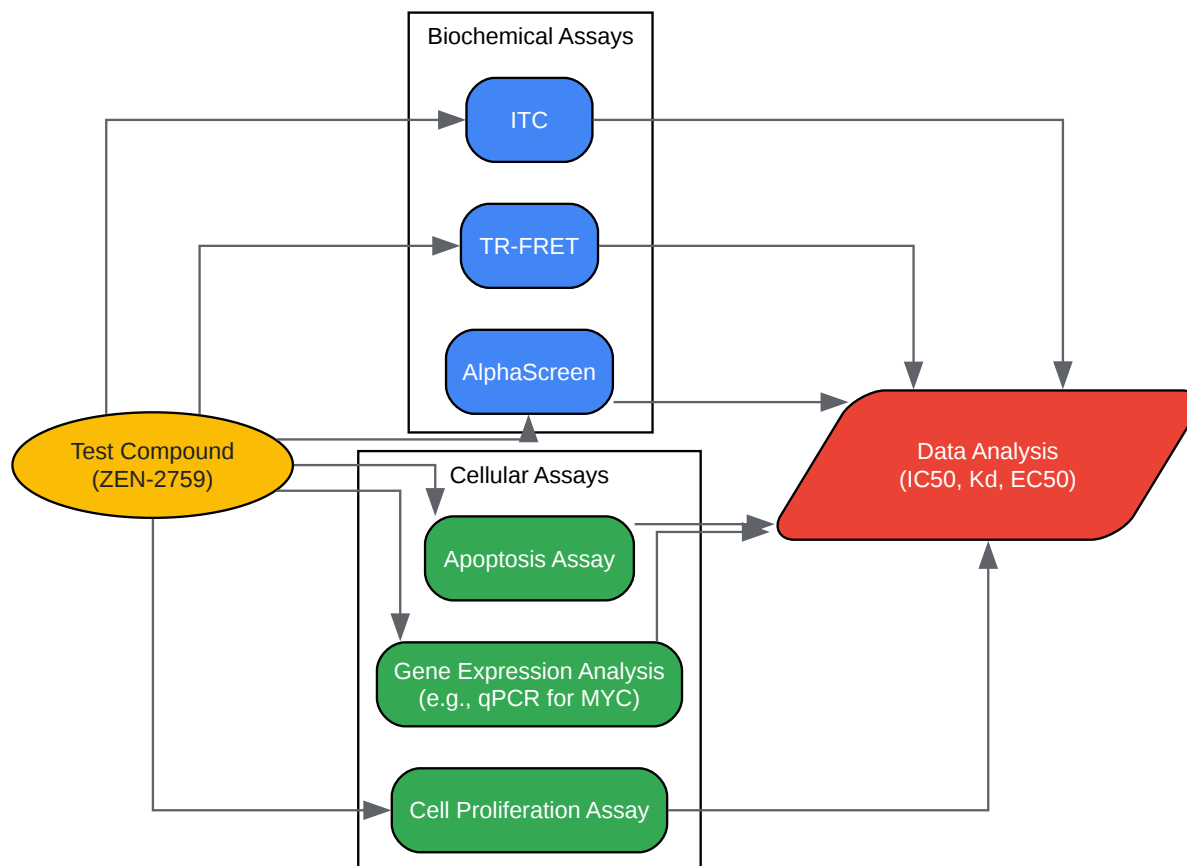 Biochemical Assays
ITC
TR-FRET
AlphaScreen
Test Compound
(ZEN-2759)
Data Analysis
(IC50, Kd, EC50)
Cellular Assays
Apoptosis Assay
Gene Expression Analysis
(e.g., qPCR for MYC)
Cell Proliferation Assay